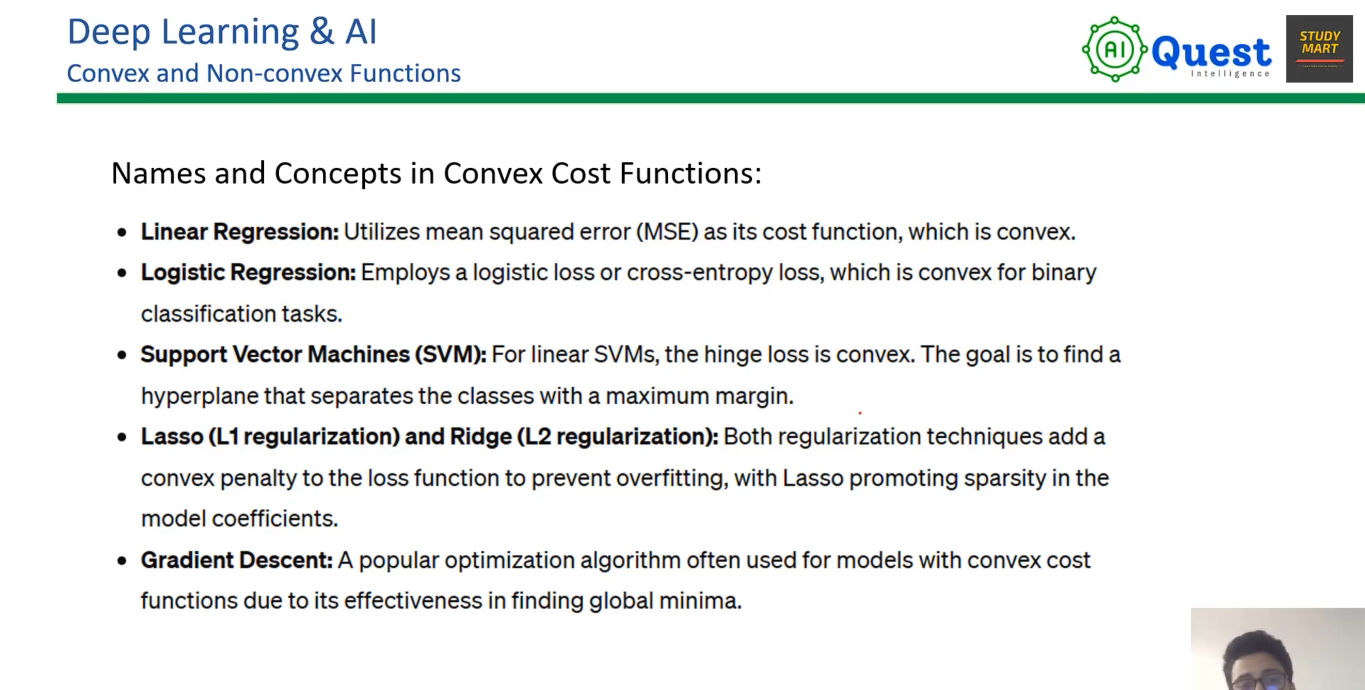 Deep Learning & AI
Convex and Non-convex Functions
AI Quest
Intelligence
STUDY
MART
Names and Concepts in Convex Cost Functions:
• Linear Regression: Utilizes mean squared error (MSE) as its cost function, which is convex.
• Logistic Regression: Employs a logistic loss or cross-entropy loss, which is convex for binary
classification tasks.
• Support Vector Machines (SVM): For linear SVMs, the hinge loss is convex. The goal is to find a
hyperplane that separates the classes with a maximum margin.
• Lasso (L1 regularization) and Ridge (L2 regularization): Both regularization techniques add a
convex penalty to the loss function to prevent overfitting, with Lasso promoting sparsity in the
model coefficients.
• Gradient Descent: A popular optimization algorithm often used for models with convex cost
functions due to its effectiveness in finding global minima.